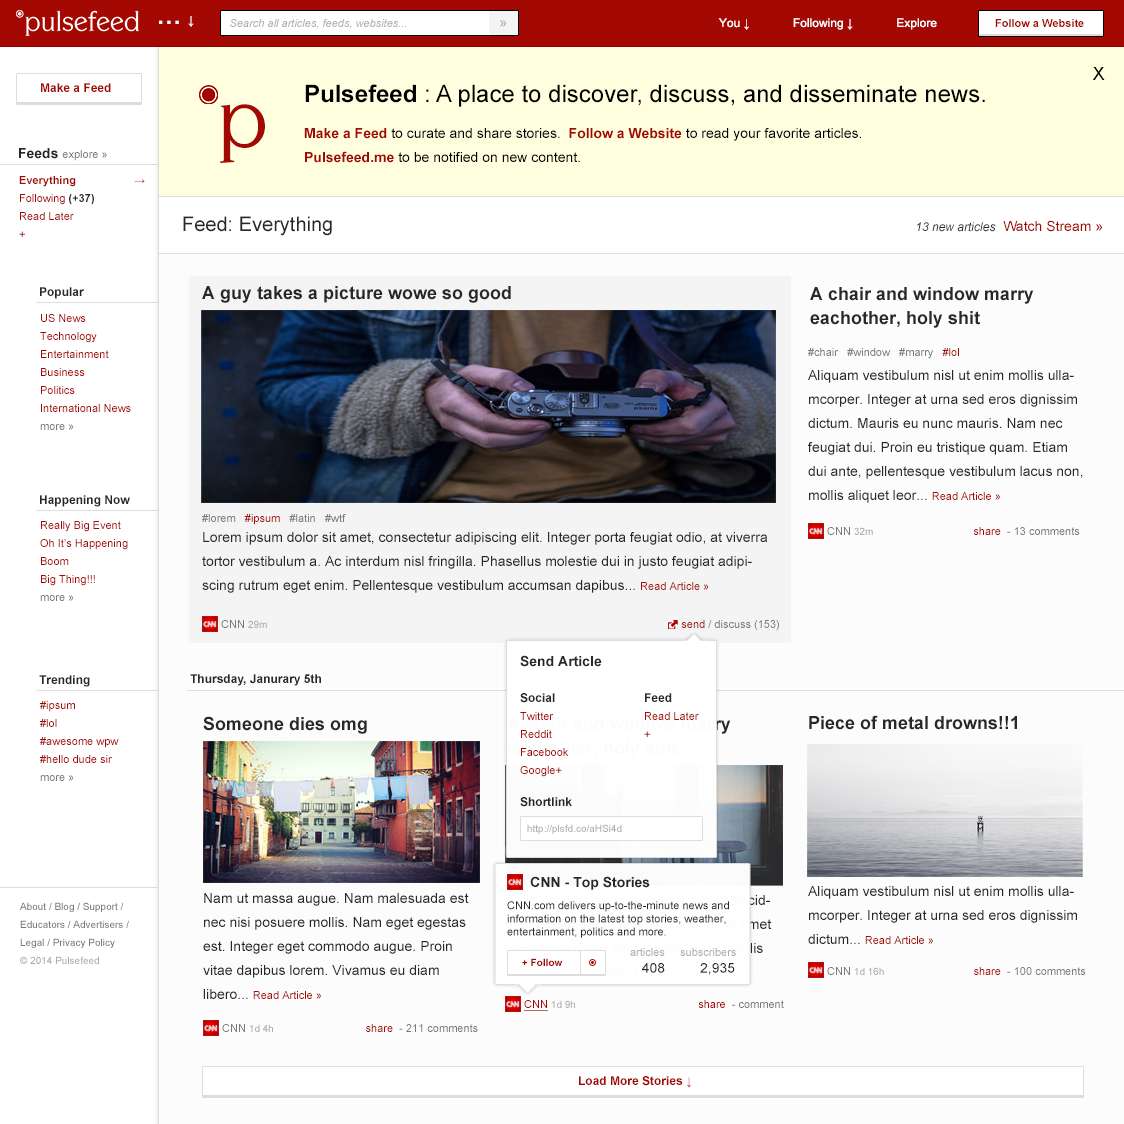 pulsefeed ... ↓
Search all articles, feeds, websites... »
You ↓ Following ↓ Explore Follow a Website
Make a Feed
Feeds explore »
Everything →
Following (+37)
Read Later
+
Popular
US News
Technology
Entertainment
Business
Politics
International News
more »
Happening Now
Really Big Event
Oh It's Happening
Boom
Big Thing!!!
more »
Trending
#ipsum
#lol
#awesome wpw
#hello dude sir
more »
About / Blog / Support /
Educators / Advertisers /
Legal / Privacy Policy
© 2014 Pulsefeed
X
p
Pulsefeed : A place to discover, discuss, and disseminate news.
Make a Feed to curate and share stories. Follow a Website to read your favorite articles.
Pulsefeed.me to be notified on new content.
Feed: Everything
13 new articles Watch Stream »
A guy takes a picture wowe so good
#lorem #ipsum #latin #wtf
Lorem ipsum dolor sit amet, consectetur adipiscing elit. Integer porta feugiat odio, at viverra
tortor vestibulum a. Ac interdum nisl fringilla. Phasellus molestie dui in justo feugiat adipi-
scing rutrum eget enim. Pellentesque vestibulum accumsan dapibus... Read Article »
CNN 29m
send / discuss (153)
A chair and window marry
eachother, holy shit
#chair #window #marry #lol
Aliquam vestibulum nisl ut enim mollis ulla-
mcorper. Integer at urna sed eros dignissim
dictum. Mauris eu nunc mauris. Nam nec
feugiat dui. Proin eu tristique quam. Etiam
dui ante, pellentesque vestibulum lacus non,
mollis aliquet leor... Read Article »
CNN 32m
share - 13 comments
Send Article
Social
Twitter
Reddit
Facebook
Google+
Feed
Read Later
+
Shortlink
http://plsfd.co/aHSi4d
Thursday, Janurary 5th
Someone dies omg
Nam ut massa augue. Nam malesuada est
nec nisi posuere mollis. Nam eget egestas
est. Integer eget commodo augue. Proin
vitae dapibus lorem. Vivamus eu diam
libero... Read Article »
CNN 1d 4h
share - 211 comments
and window marry
holy shit
cid-
met
lis
CNN - Top Stories
CNN.com delivers up-to-the-minute news and
information on the latest top stories, weather,
entertainment, politics and more.
+ Follow
articles subscribers
408 2,935
CNN 1d 9h
share - comment
Piece of metal drowns!!1
Aliquam vestibulum nisl ut enim mollis ulla-
mcorper. Integer at urna sed eros dignissim
dictum... Read Article »
CNN 1d 16h
share - 100 comments
Load More Stories ↓